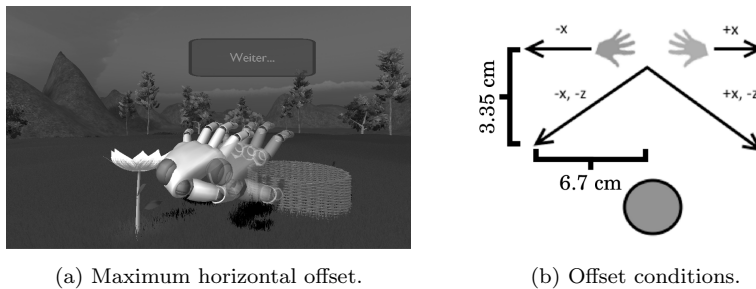 Weiter...
-x
+x
3.35 cm
-x, -z
+x, -z
6.7 cm
(a) Maximum horizontal offset.
(b) Offset conditions.